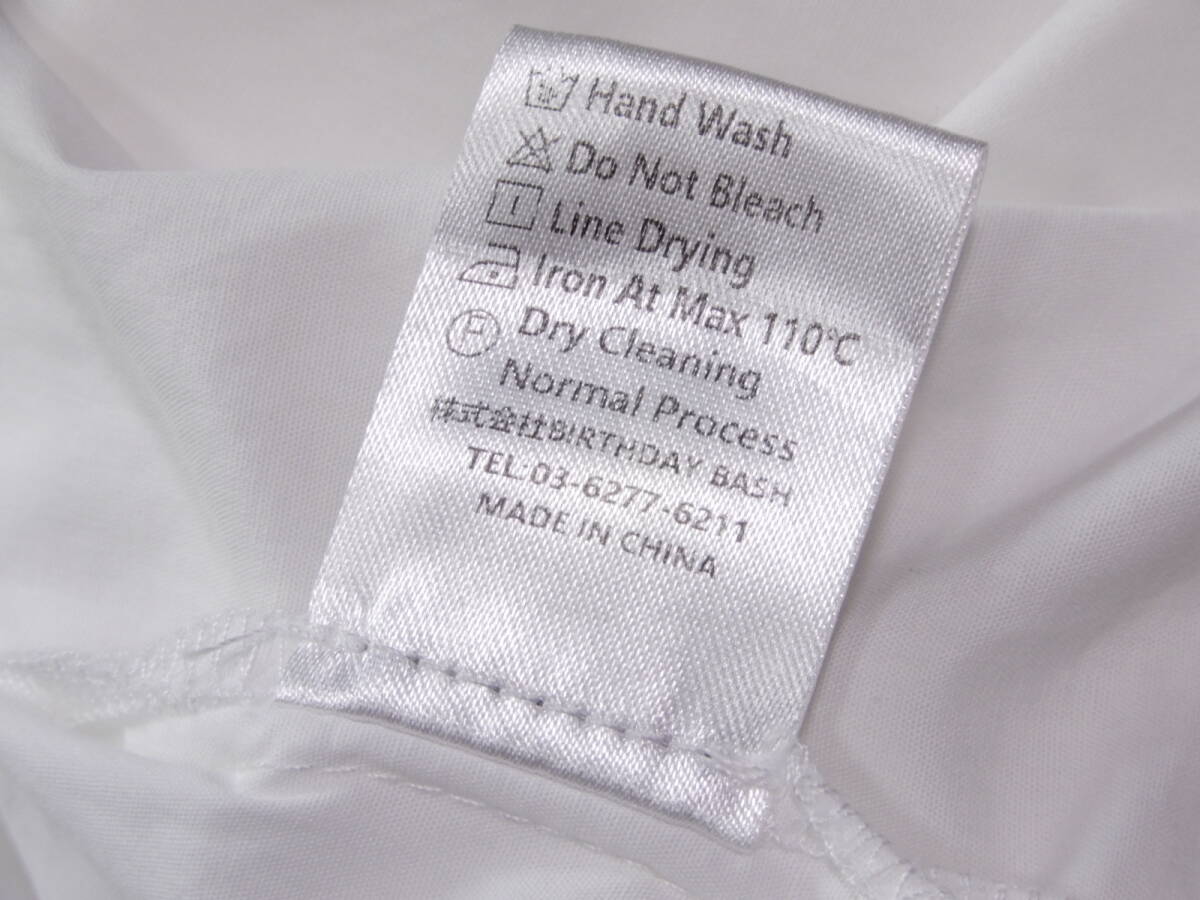 Hand Wash
Do Not Bleach
Line Drying
Iron At Max 110℃
P Dry Cleaning
Normal Process
株式会社BIRTHDAY BASH
TEL:03-6277-6211
MADE IN CHINA